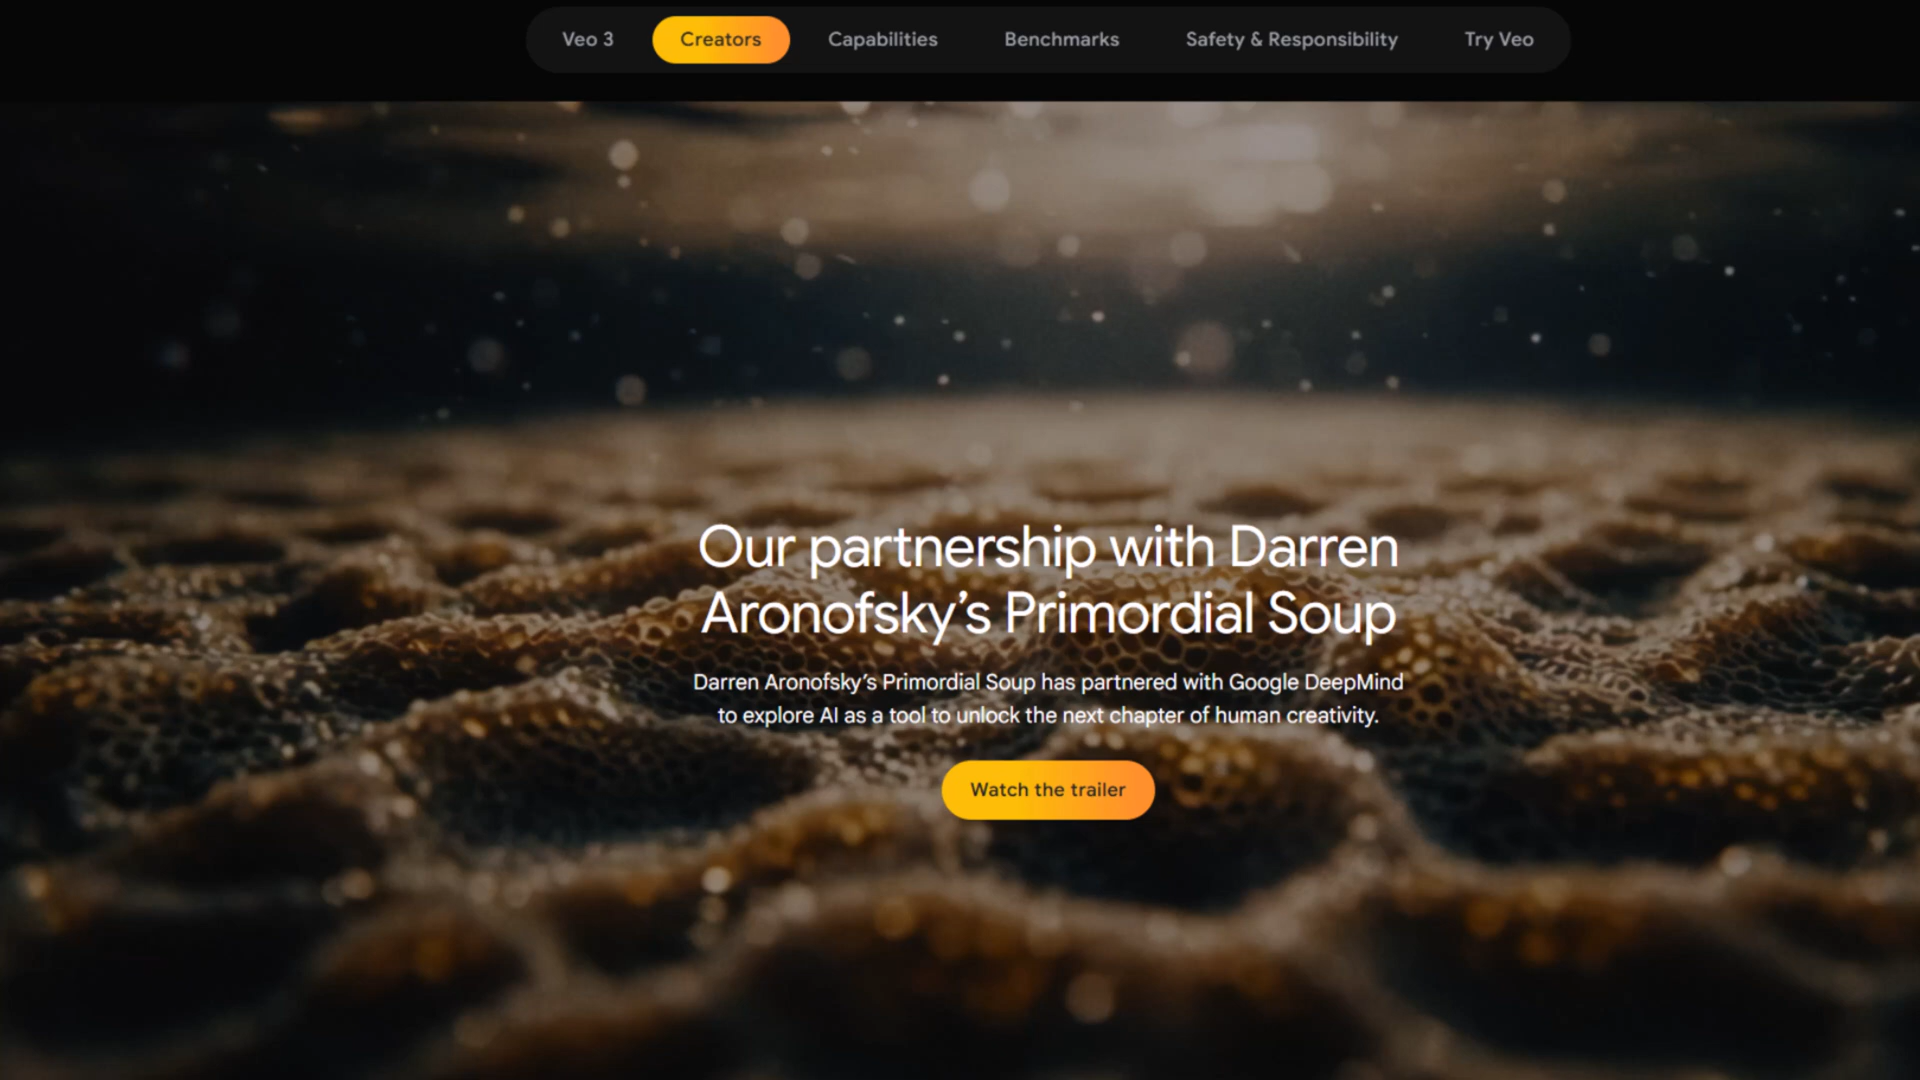 Veo 3 Creators Capabilities Benchmarks Safety & Responsibility Try Veo
Our partnership with Darren
Aronofsky’s Primordial Soup
Darren Aronofsky’s Primordial Soup has partnered with Google DeepMind
to explore AI as a tool to unlock the next chapter of human creativity.
Watch the trailer